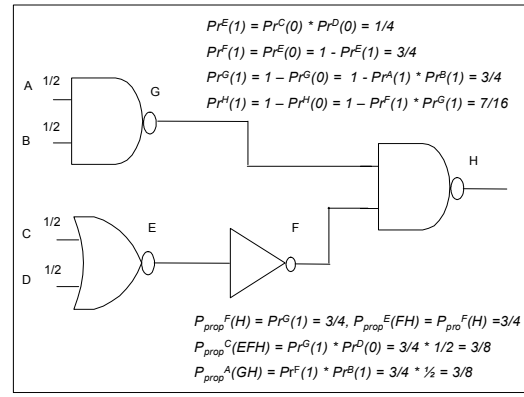 Pr^E(1) = Pr^C(0) * Pr^D(0) = 1/4
Pr^F(1) = Pr^E(0) = 1 - Pr^E(1) = 3/4
Pr^G(1) = 1 – Pr^G(0) = 1 - Pr^A(1) * Pr^B(1) = 3/4
Pr^H(1) = 1 – Pr^H(0) = 1 – Pr^F(1) * Pr^G(1) = 7/16
A 1/2 G
B 1/2
H
C 1/2 E F
D 1/2
P_prop^F(H) = Pr^G(1) = 3/4, P_prop^E(FH) = P_pro^F(H) =3/4
P_prop^C(EFH) = Pr^G(1) * Pr^D(0) = 3/4 * 1/2 = 3/8
P_prop^A(GH) = Pr^F(1) * Pr^B(1) = 3/4 * ½ = 3/8